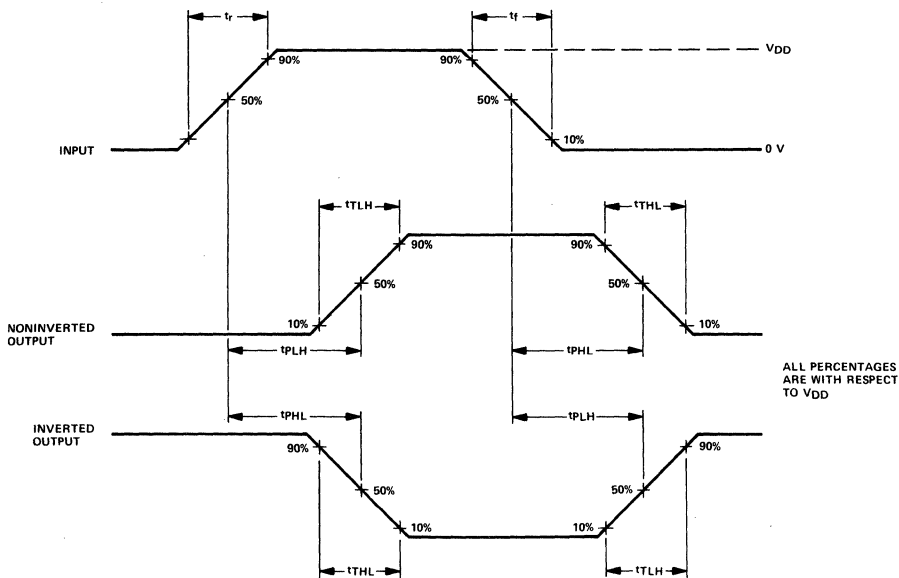 tr
tf
90%
90%
VDD
50%
50%
10%
INPUT
0 V
tTLH
tTHL
90%
90%
50%
50%
10%
10%
NONINVERTED
OUTPUT
tPLH
tPHL
ALL PERCENTAGES
ARE WITH RESPECT
TO VDD
tPHL
tPLH
INVERTED
OUTPUT
90%
90%
50%
50%
10%
10%
tTHL
tTLH